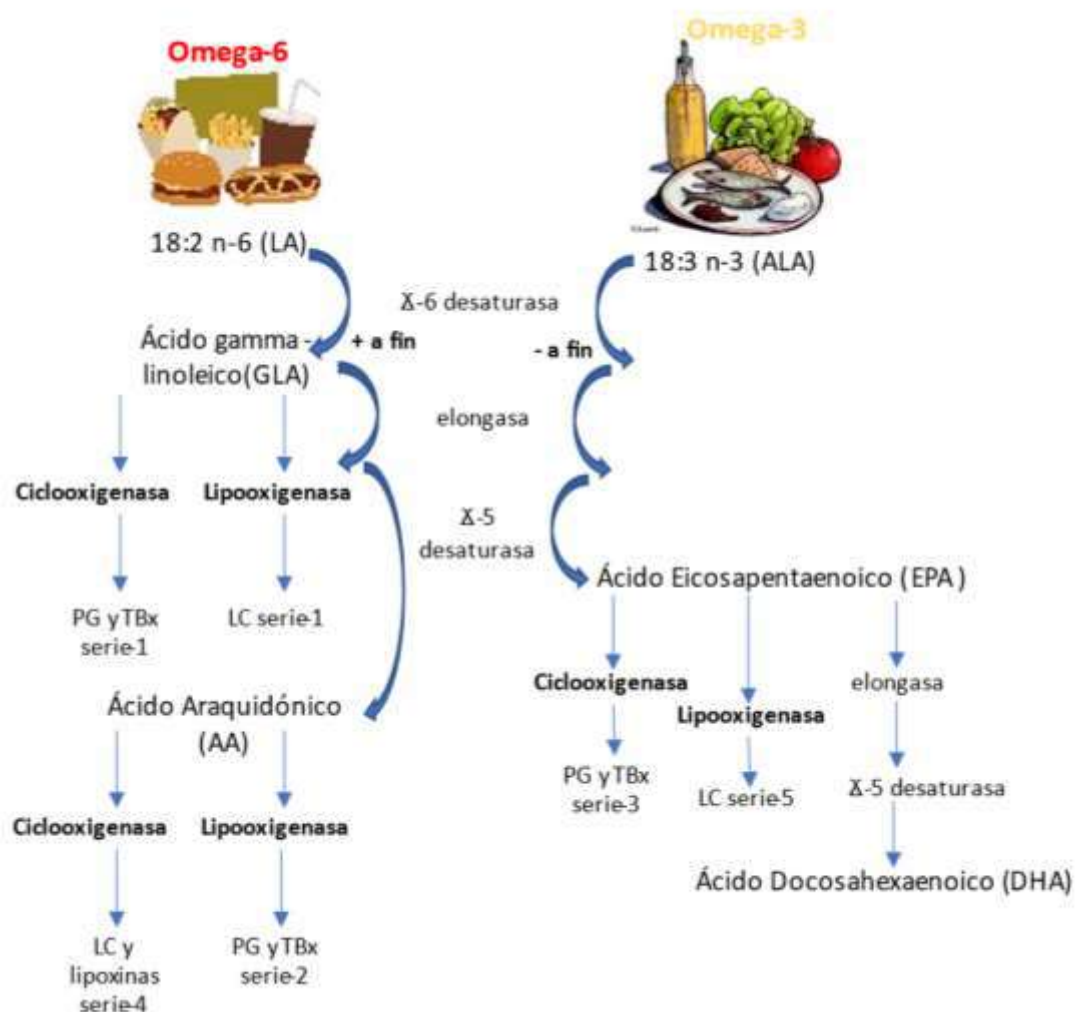 Omega-6
Omega-3
18:2 n-6 (LA)
18:3 n-3 (ALA)
Ɣ-6 desaturasa
Ácido gamma -
linoleico(GLA)
+ a fin
- a fin
elongasa
Ciclooxigenasa
Lipooxigenasa
Ɣ-5
desaturasa
PG yTBx
serie-1
LC serie-1
Ácido Eicosapentaenoico (EPA)
Ciclooxigenasa
Lipooxigenasa
elongasa
Ácido Araquidónico
(AA)
PG yTBx
serie-3
LC serie-5
Ɣ-5 desaturasa
Ciclooxigenasa
Lipooxigenasa
Ácido Docosahexaenoico (DHA)
LC y
lipoxinas
serie-4
PG yTBx
serie-2